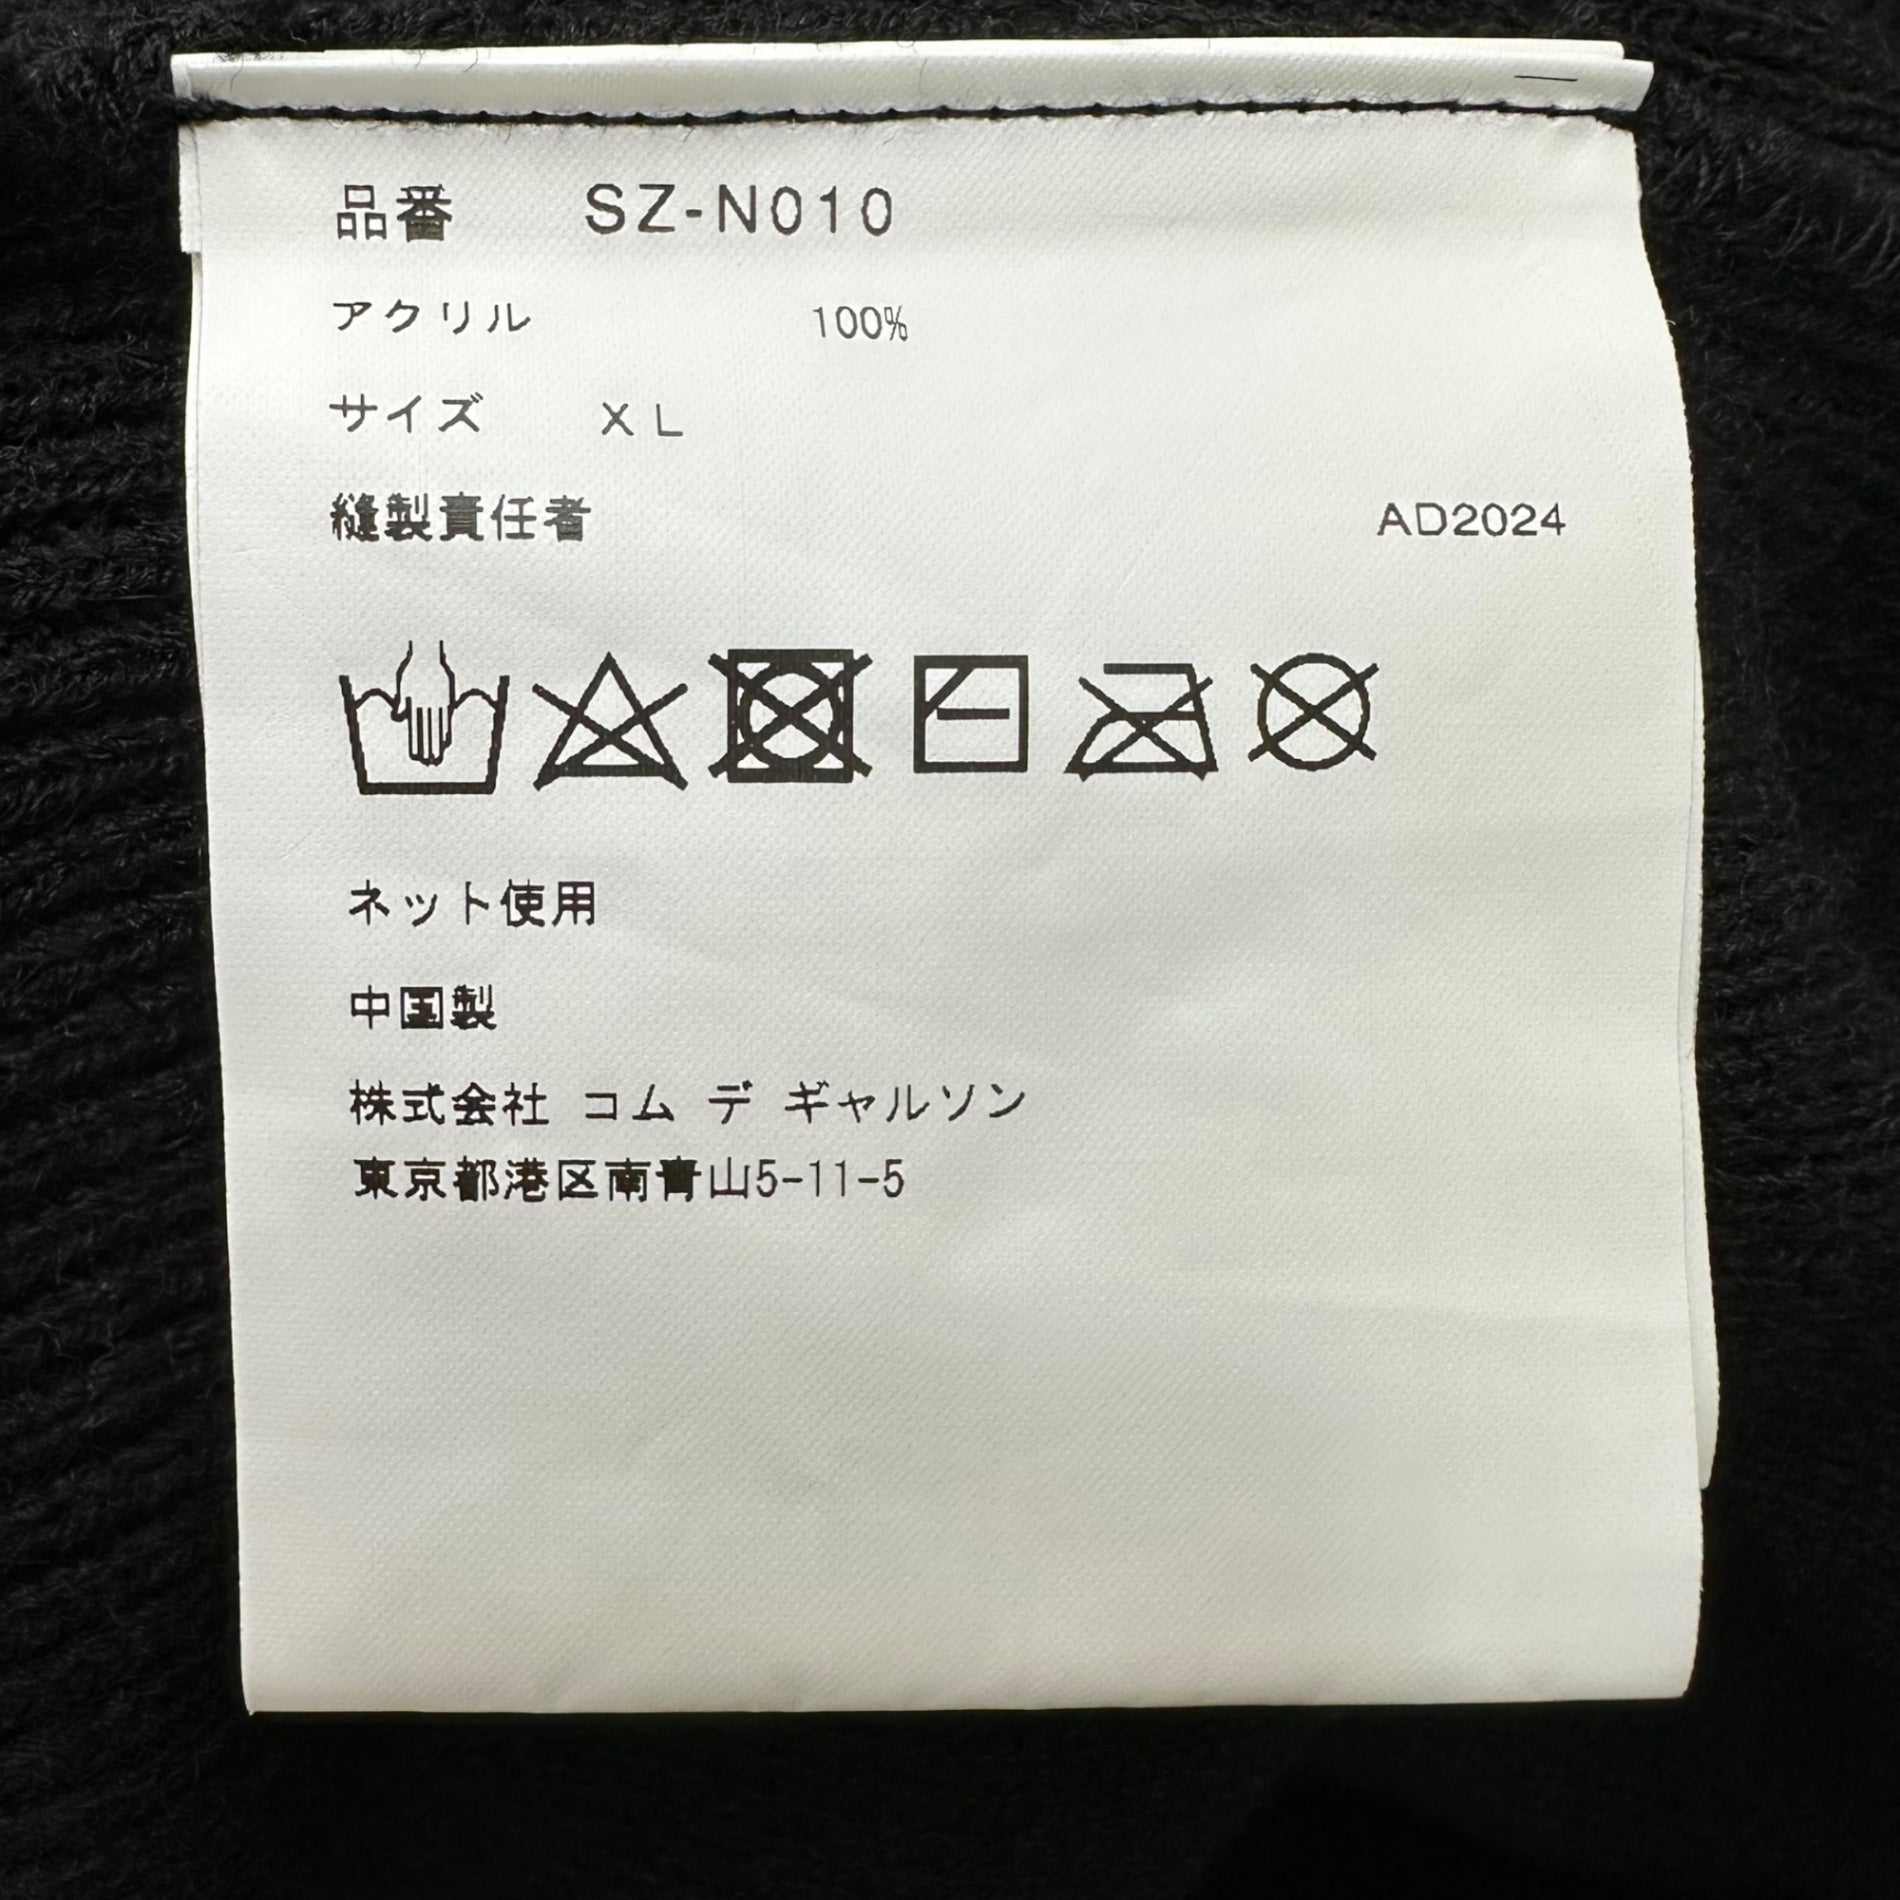 品番 SZ-N010
アクリル 100%
サイズ XL
縫製責任者 AD2024
ネット使用
中国製
株式会社 コム デ ギャルソン
東京都港区南青山5-11-5